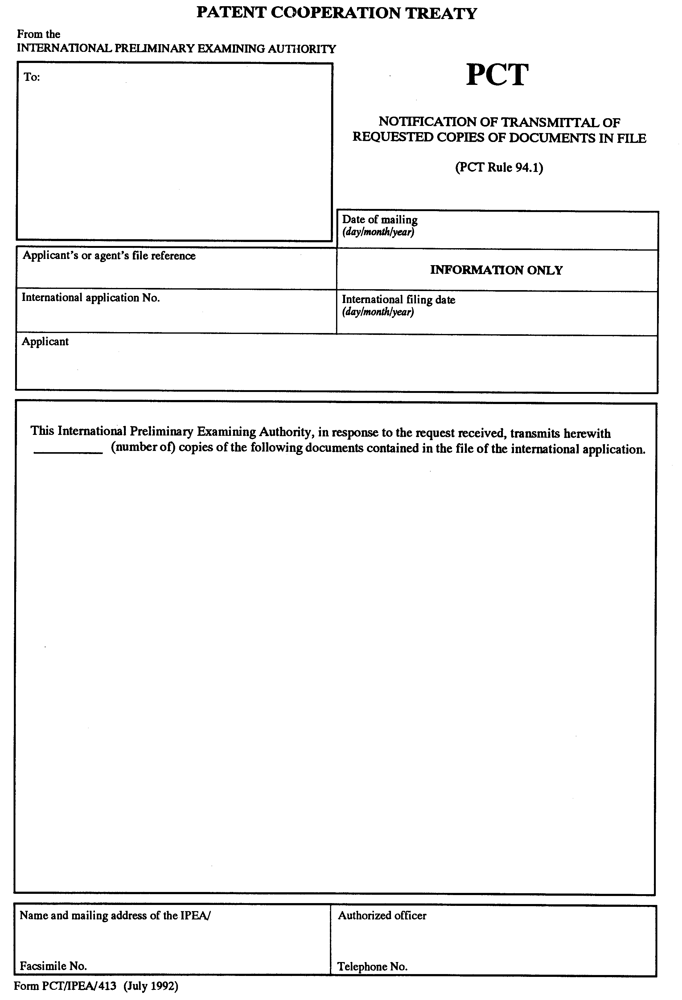 PATENT COOPERATION TREATY
From the
INTERNATIONAL PRELIMINARY EXAMINING AUTHORITY
To:
PCT
NOTIFICATION OF TRANSMITTAL OF
REQUESTED COPIES OF DOCUMENTS IN FILE
(PCT Rule 94.1)
Date of mailing
(day/month/year)
Applicant's or agent's file reference
INFORMATION ONLY
International application No.
International filing date
(day/month/year)
Applicant
This International Preliminary Examining Authority, in response to the request received, transmits herewith
__________ (number of) copies of the following documents contained in the file of the international application.
Name and mailing address of the IPEA/
Authorized officer
Facsimile No.
Telephone No.
Form PCT/IPEA/413 (July 1992)